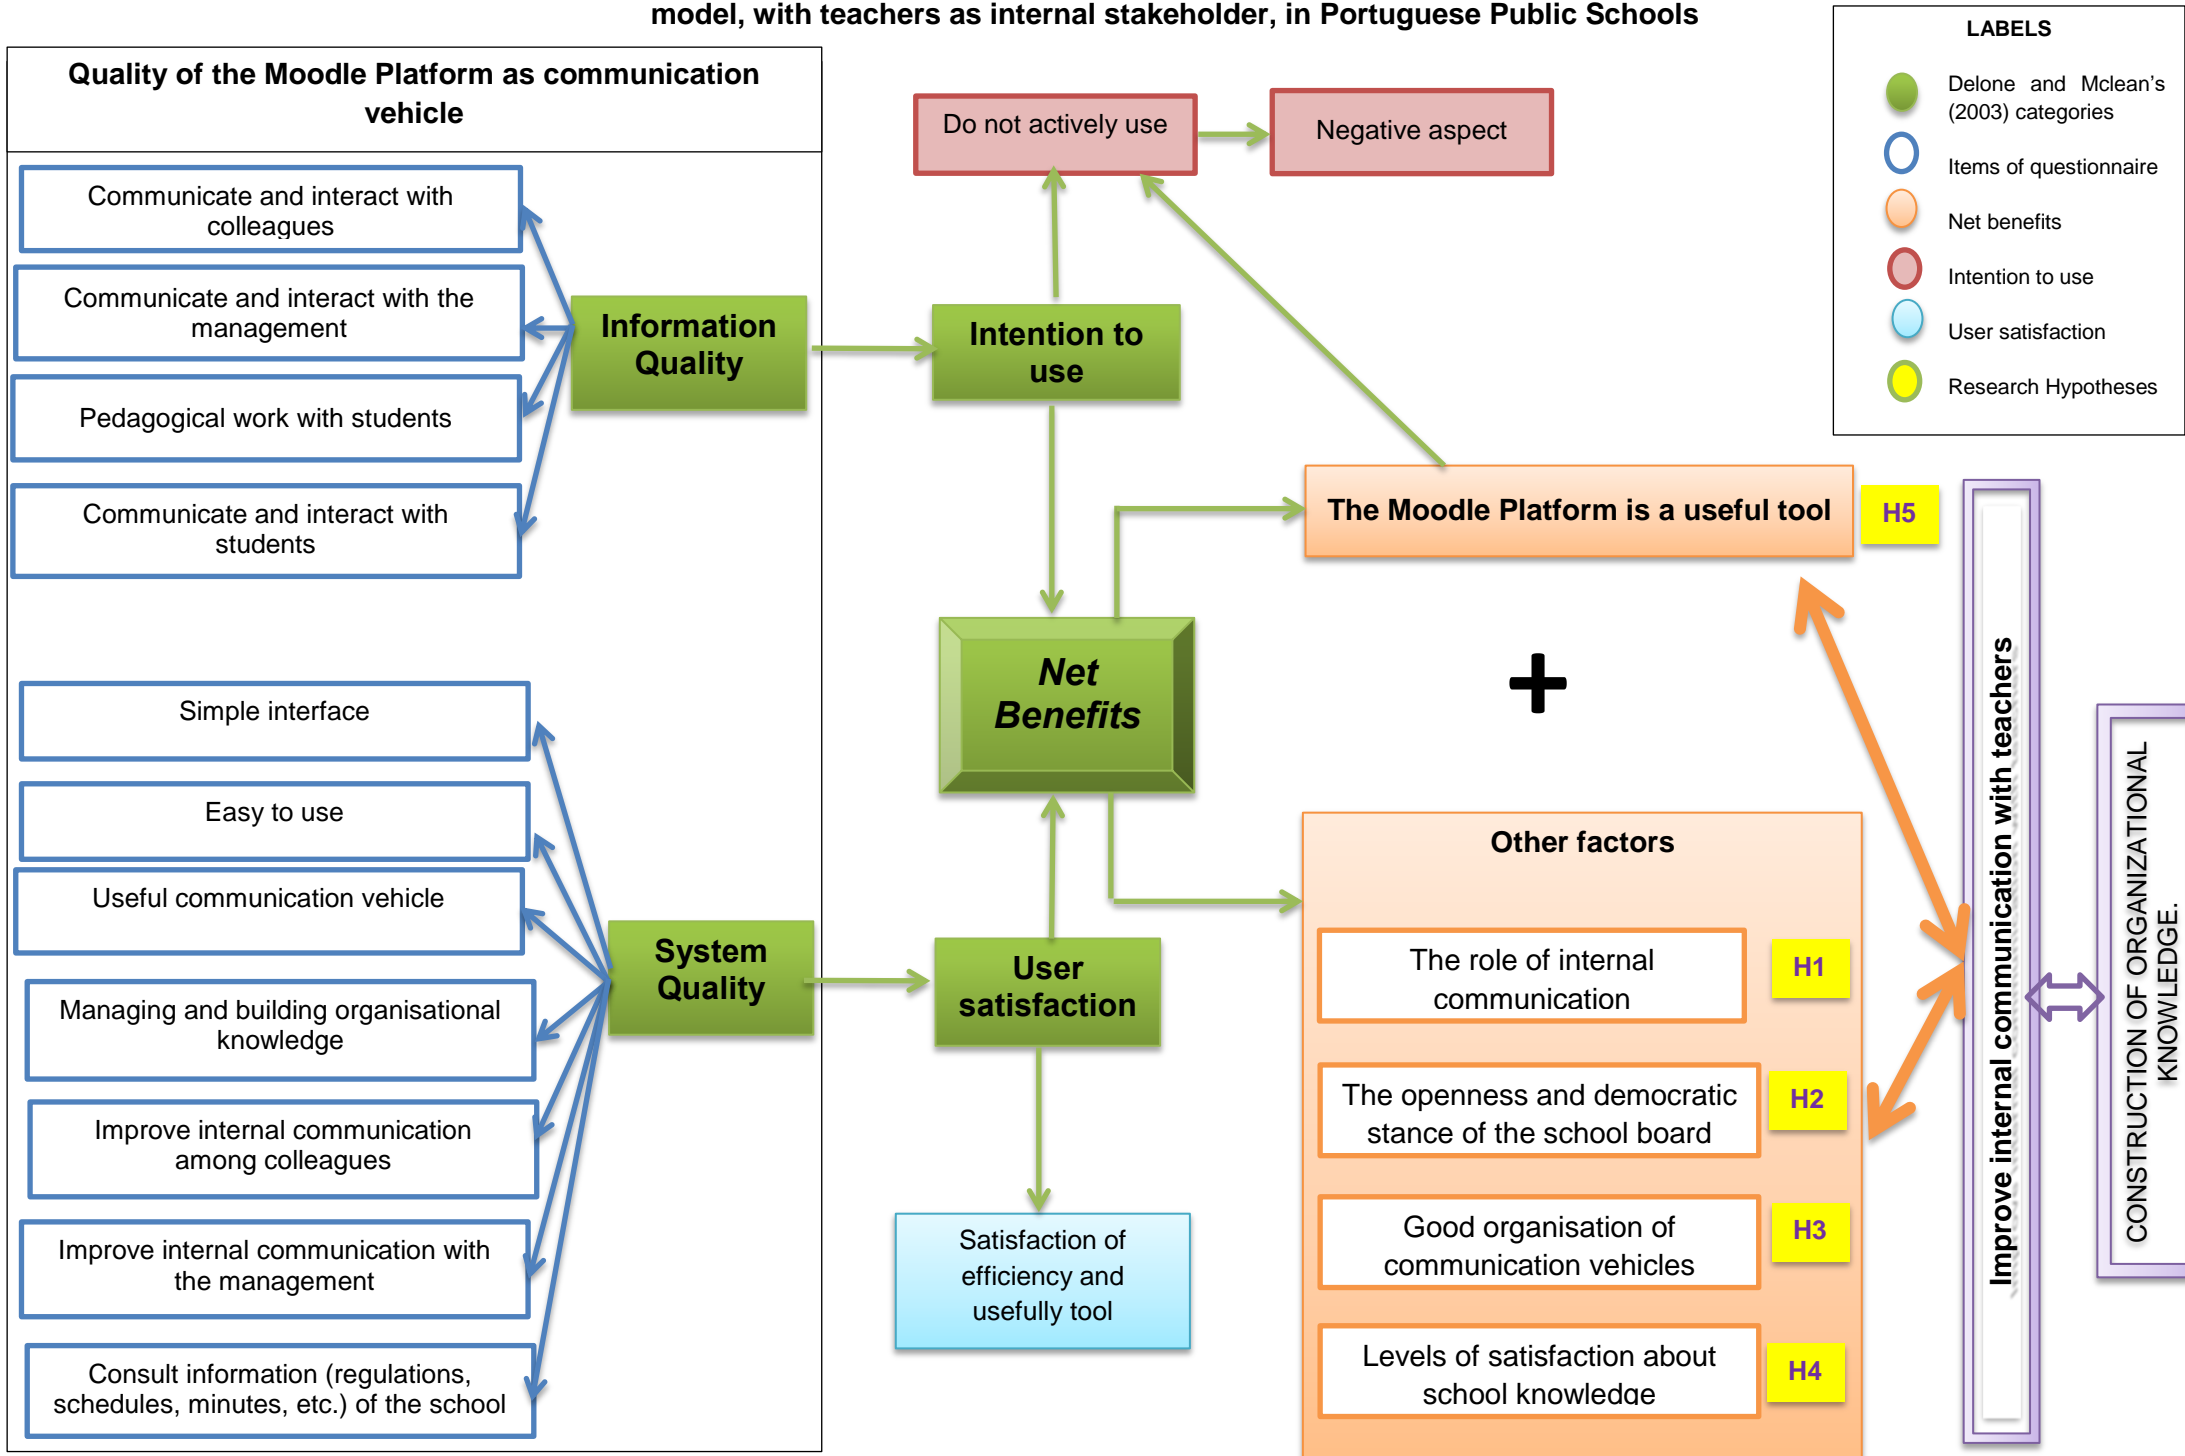 model, with teachers as internal stakeholder, in Portuguese Public Schools
Quality of the Moodle Platform as communication
vehicle
Communicate and interact with
colleagues
Communicate and interact with the
management
Pedagogical work with students
Communicate and interact with
students
Information
Quality
Simple interface
Easy to use
Useful communication vehicle
Managing and building organisational
knowledge
Improve internal communication
among colleagues
Improve internal communication with
the management
Consult information (regulations,
schedules, minutes, etc.) of the school
System
Quality
Do not actively use
Negative aspect
Intention to
use
Net
Benefits
User
satisfaction
Satisfaction of
efficiency and
usefully tool
The Moodle Platform is a useful tool
H5
+
Other factors
The role of internal
communication
H1
The openness and democratic
stance of the school board
H2
Good organisation of
communication vehicles
H3
Levels of satisfaction about
school knowledge
H4
Improve internal communication with teachers
CONSTRUCTION OF ORGANIZATIONAL
KNOWLEDGE.
LABELS
Delone and Mclean's
(2003) categories
Items of questionnaire
Net benefits
Intention to use
User satisfaction
Research Hypotheses